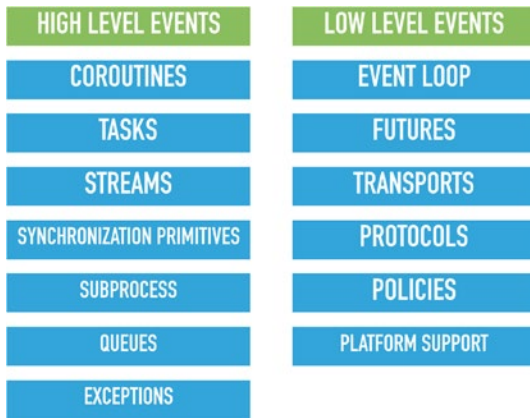 HIGH LEVEL EVENTS
COROUTINES
TASKS
STREAMS
SYNCHRONIZATION PRIMITIVES
SUBPROCESS
QUEUES
EXCEPTIONS
LOW LEVEL EVENTS
EVENT LOOP
FUTURES
TRANSPORTS
PROTOCOLS
POLICIES
PLATFORM SUPPORT